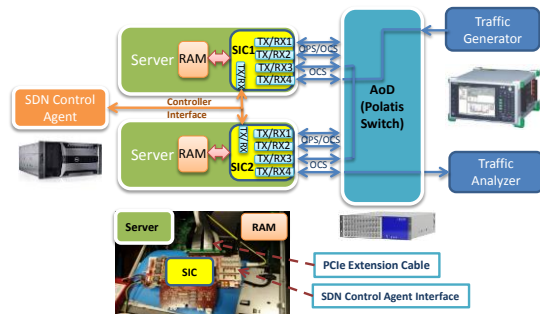 Server
RAM
SIC1
TX/RX1
TX/RX2
TX/RX3
TX/RX4
TX/RX
OPS/OCS
OCS
AoD
(Polatis
Switch)
Traffic
Generator
SDN Control
Agent
Controller
Interface
Server
RAM
SIC2
TX/RX
TX/RX1
TX/RX2
TX/RX3
TX/RX4
OPS/OCS
OCS
Traffic
Analyzer
Server
RAM
SIC
PCIe Extension Cable
SDN Control Agent Interface